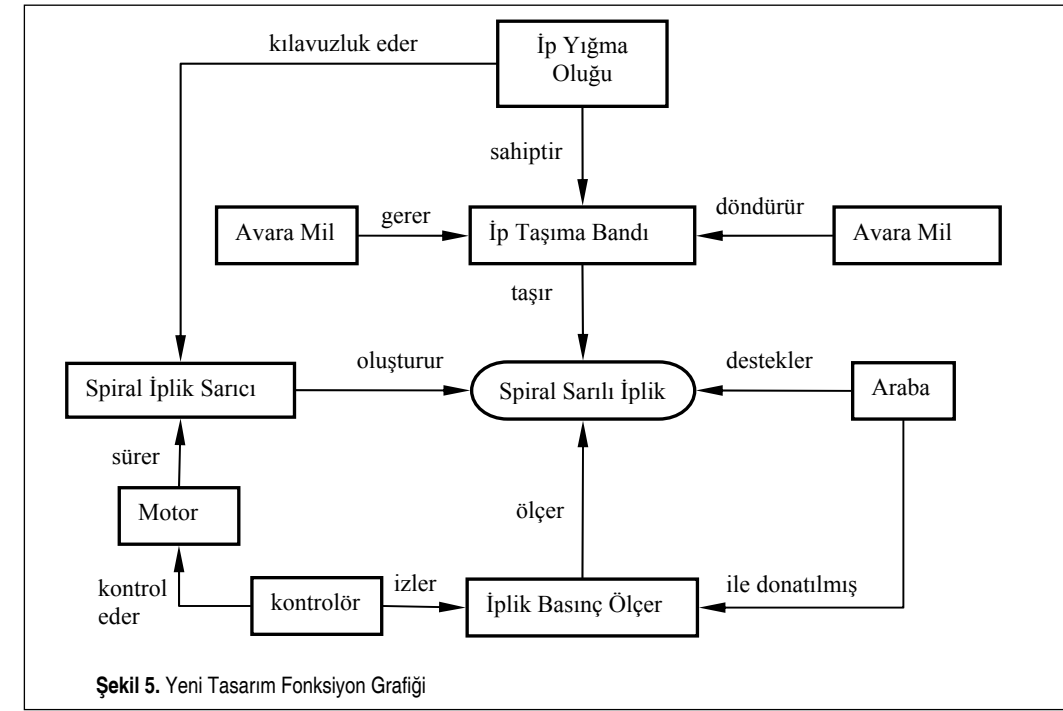 kılavuzluk eder
İp Yığma
Oluğu
sahiptir
Avara Mil
gerer
İp Taşıma Bandı
döndürür
Avara Mil
taşır
Spiral İplik Sarıcı
oluşturur
Spiral Sarılı İplik
destekler
Araba
sürer
Motor
ölçer
kontrol
eder
kontrolör
izler
İplik Basınç Ölçer
ile donatılmış
Şekil 5. Yeni Tasarım Fonksiyon Grafiği